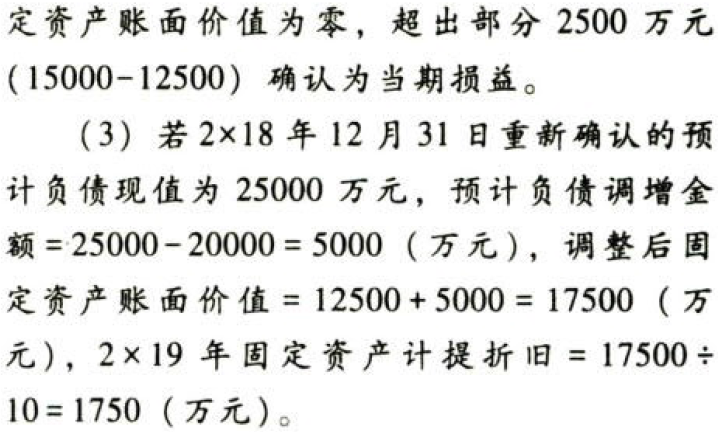 定资产账面价值为零，超出部分 2500 万元
（15000-12500）确认为当期损益。
（3）若 2×18 年 12 月 31 日重新确认的预
计负债现值为 25000 万元，预计负债调增金
额=25000-20000=5000（万元），调整后固
定资产账面价值=12500+5000=17500（万
元），2×19 年固定资产计提折旧=17500÷
10=1750（万元）。